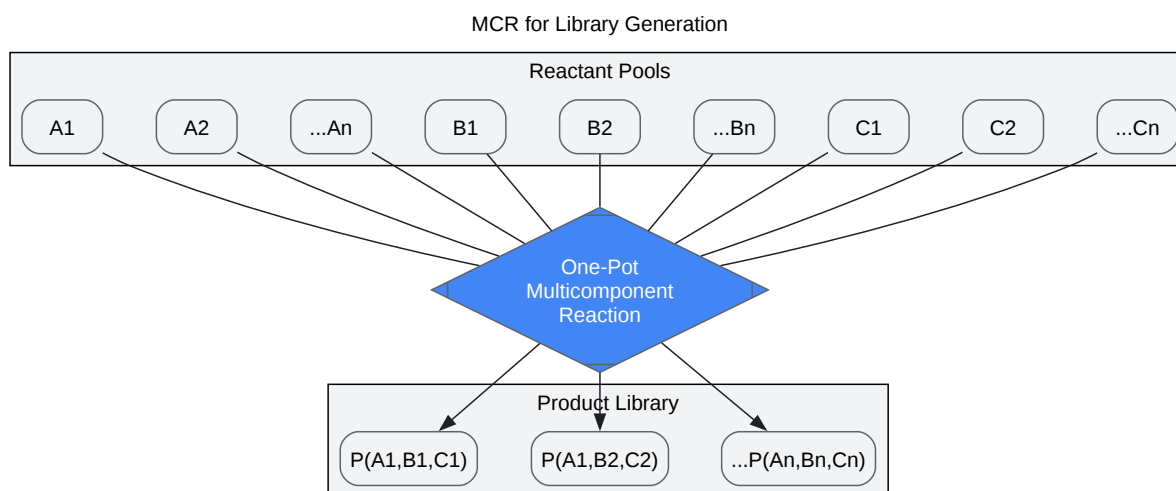 MCR for Library Generation
Reactant Pools
A1
A2
...An
B1
B2
...Bn
C1
C2
...Cn
One-Pot
Multicomponent
Reaction
Product Library
P(A1,B1,C1)
P(A1,B2,C2)
...P(An,Bn,Cn)